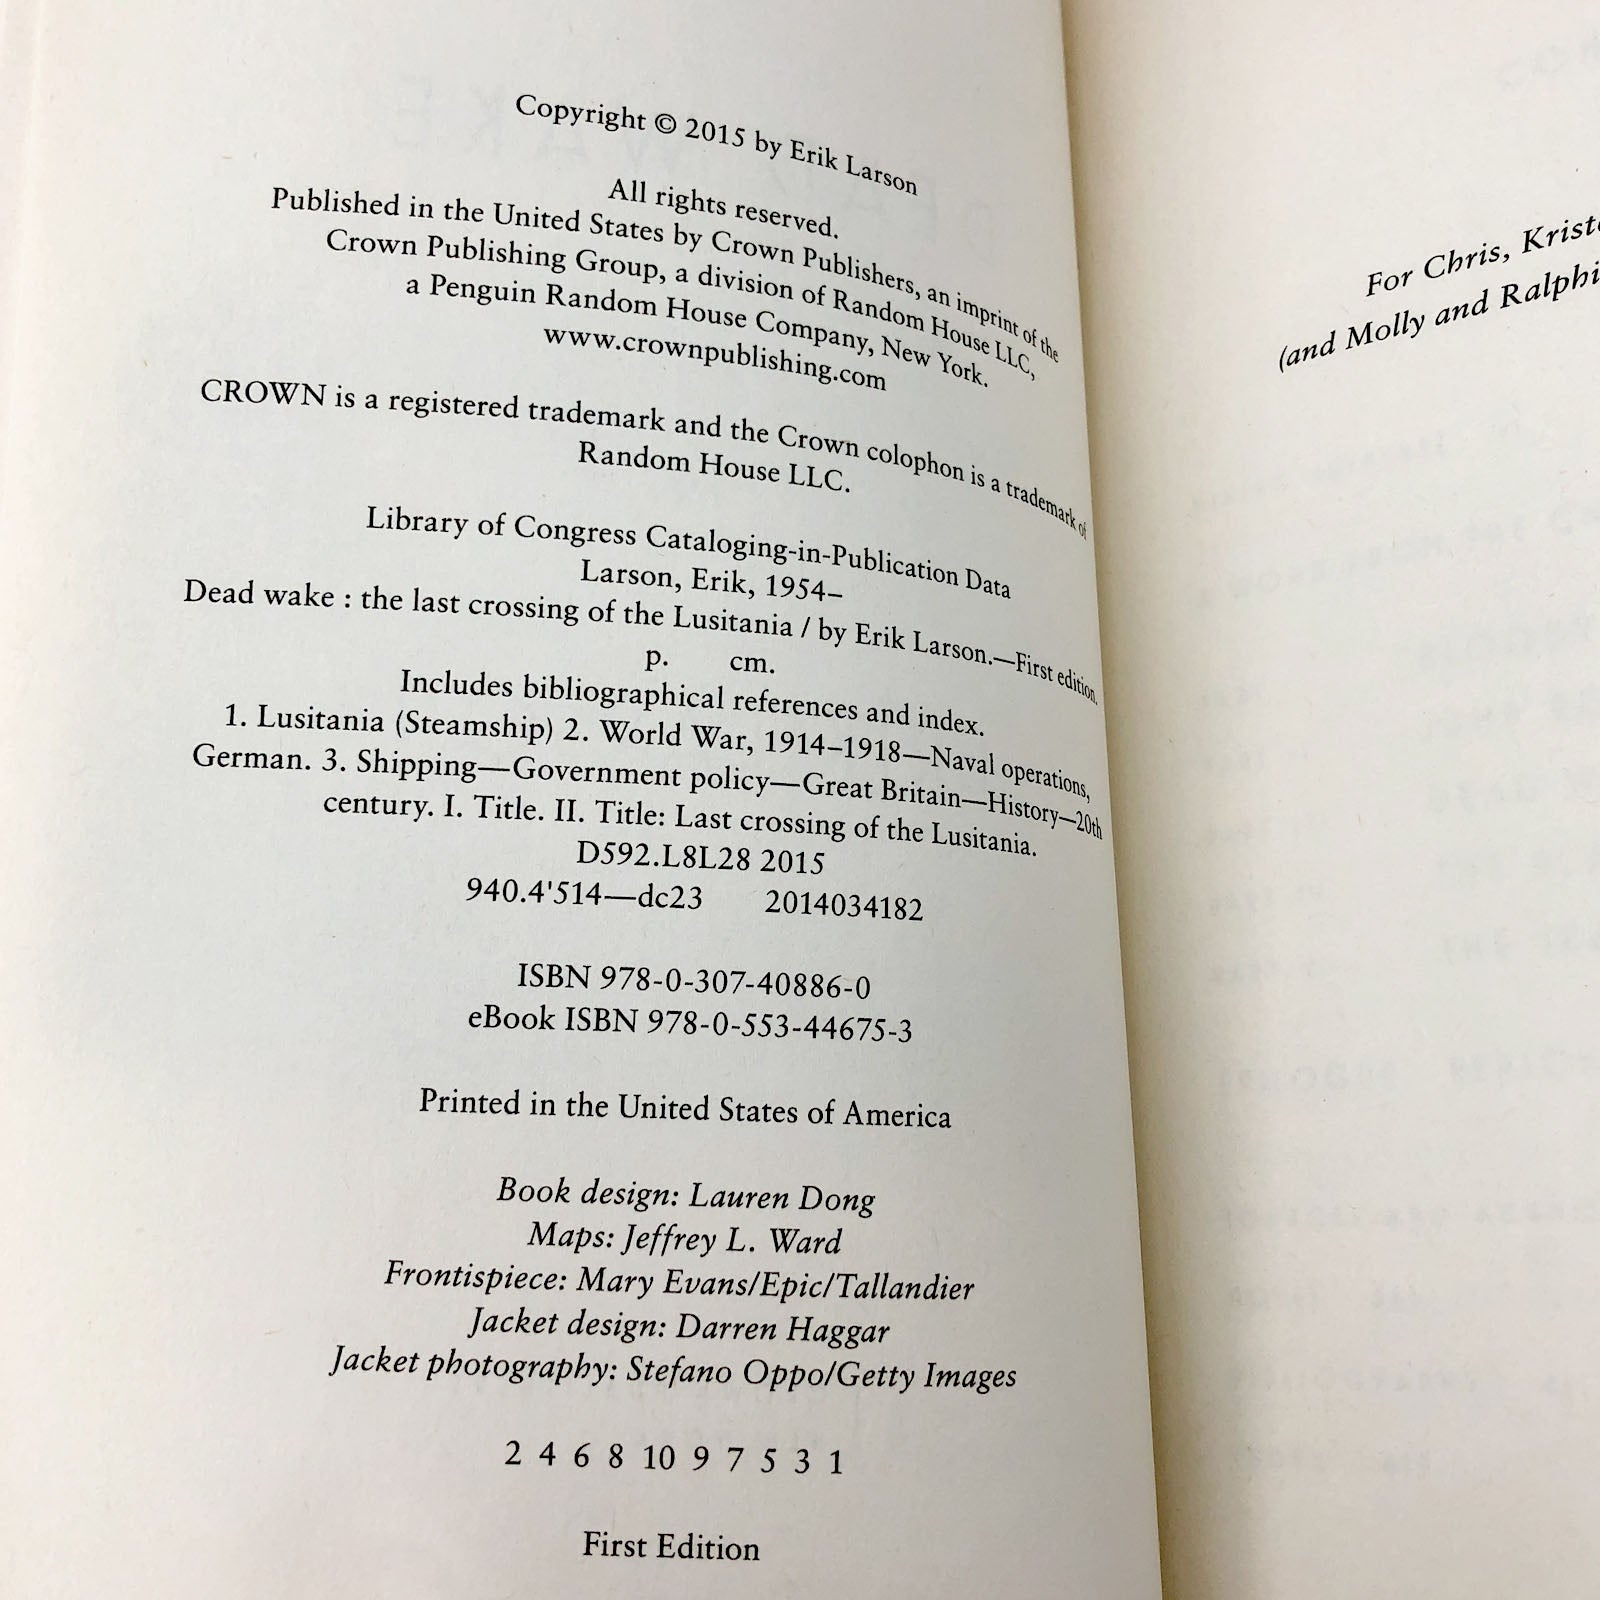 Copyright © 2015 by Erik Larson
All rights reserved.
Published in the United States by Crown Publishers, an imprint of the
Crown Publishing Group, a division of Random House LLC,
a Penguin Random House Company, New York.
www.crownpublishing.com
CROWN is a registered trademark and the Crown colophon is a trademark of
Random House LLC.
Library of Congress Cataloging-in-Publication Data
Larson, Erik, 1954–
Dead wake : the last crossing of the Lusitania / by Erik Larson.—First edition.
p. cm.
Includes bibliographical references and index.
1. Lusitania (Steamship) 2. World War, 1914–1918—Naval operations,
German. 3. Shipping—Government policy—Great Britain—History—20th
century. I. Title. II. Title: Last crossing of the Lusitania.
D592.L8L28 2015
940.4'514—dc23 2014034182
ISBN 978-0-307-40886-0
eBook ISBN 978-0-553-44675-3
Printed in the United States of America
Book design: Lauren Dong
Maps: Jeffrey L. Ward
Frontispiece: Mary Evans/Epic/Tallandier
Jacket design: Darren Haggar
Jacket photography: Stefano Oppo/Getty Images
2 4 6 8 10 9 7 5 3 1
First Edition
For Chris,
(and Molly and